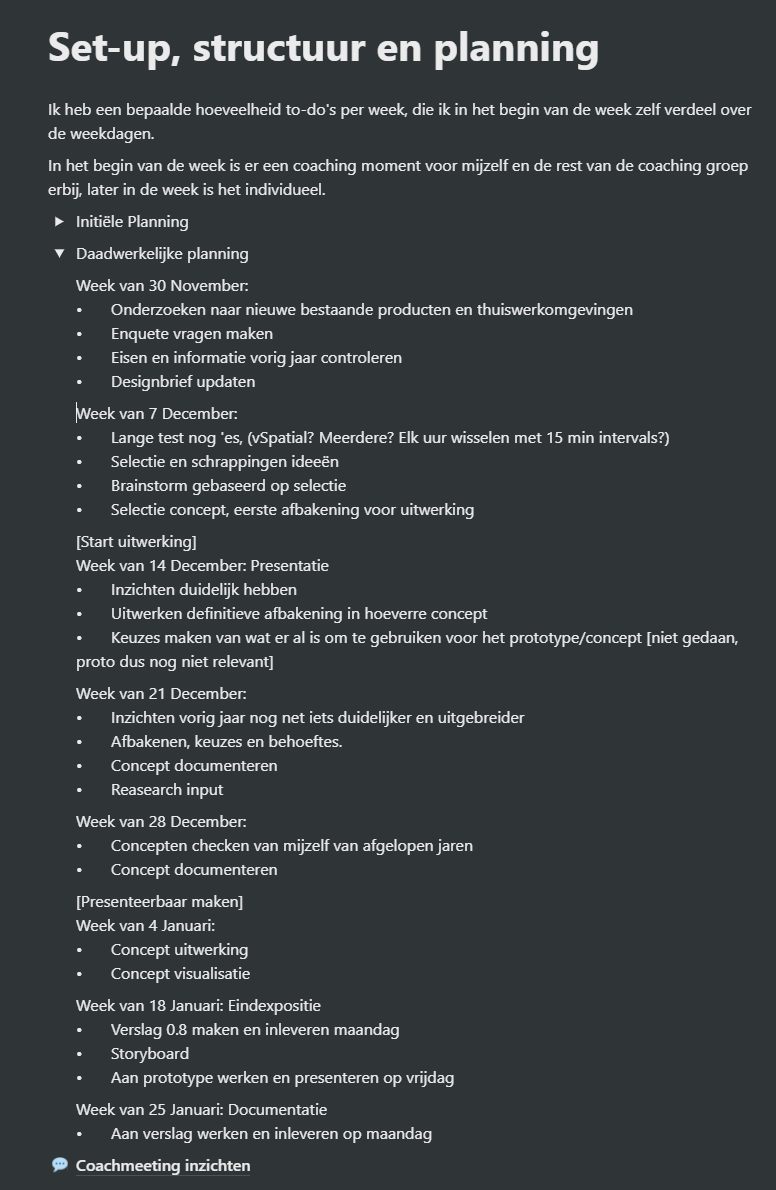 Set-up, structuur en planning
Ik heb een bepaalde hoeveelheid to-do's per week, die ik in het begin van de week zelf verdeel over
de weekdagen.
In het begin van de week is er een coaching moment voor mijzelf en de rest van de coaching groep
erbij, later in de week is het individueel.
▶ Initiële Planning
▼ Daadwerkelijke planning
Week van 30 November:
• Onderzoeken naar nieuwe bestaande producten en thuiswerkomgevingen
• Enquete vragen maken
• Eisen en informatie vorig jaar controleren
• Designbrief updaten
Week van 7 December:
• Lange test nog 'es, (vSpatial? Meerdere? Elk uur wisselen met 15 min intervals?)
• Selectie en schrappingen ideeën
• Brainstorm gebaseerd op selectie
• Selectie concept, eerste afbakening voor uitwerking
[Start uitwerking]
Week van 14 December: Presentatie
• Inzichten duidelijk hebben
• Uitwerken definitieve afbakening in hoeverre concept
• Keuzes maken van wat er al is om te gebruiken voor het prototype/concept [niet gedaan,
proto dus nog niet relevant]
Week van 21 December:
• Inzichten vorig jaar nog net iets duidelijker en uitgebreider
• Afbakenen, keuzes en behoeftes.
• Concept documenteren
• Reasearch input
Week van 28 December:
• Concepten checken van mijzelf van afgelopen jaren
• Concept documenteren
[Presenteerbaar maken]
Week van 4 Januari:
• Concept uitwerking
• Concept visualisatie
Week van 18 Januari: Eindexpositie
• Verslag 0.8 maken en inleveren maandag
• Storyboard
• Aan prototype werken en presenteren op vrijdag
Week van 25 Januari: Documentatie
• Aan verslag werken en inleveren op maandag
💬 Coachmeeting inzichten